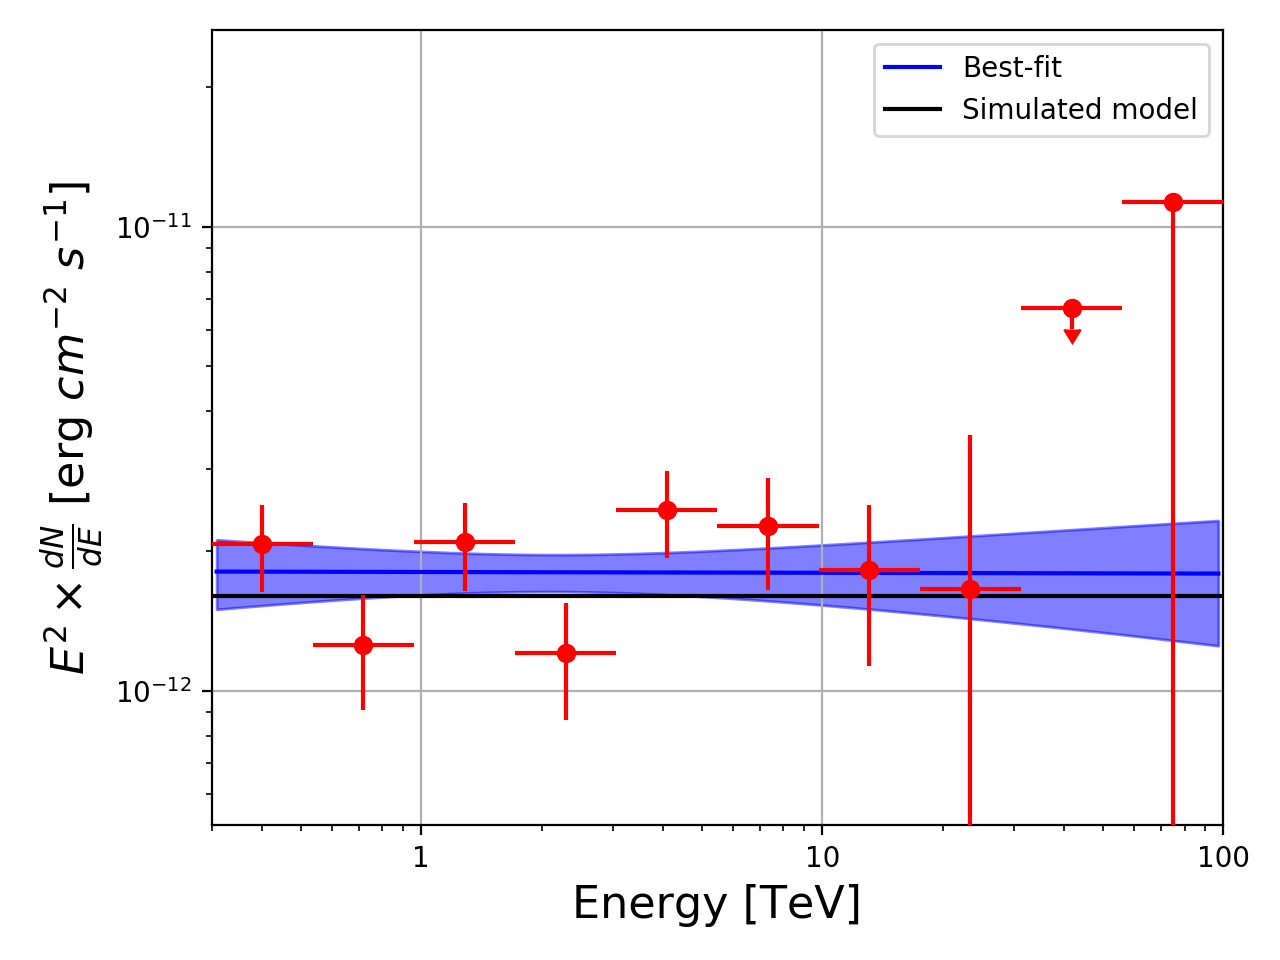 Best-fit
Simulated model
E² × dN/dE [erg cm⁻² s⁻¹]
10⁻¹¹
10⁻¹²
1 10 100
Energy [TeV]